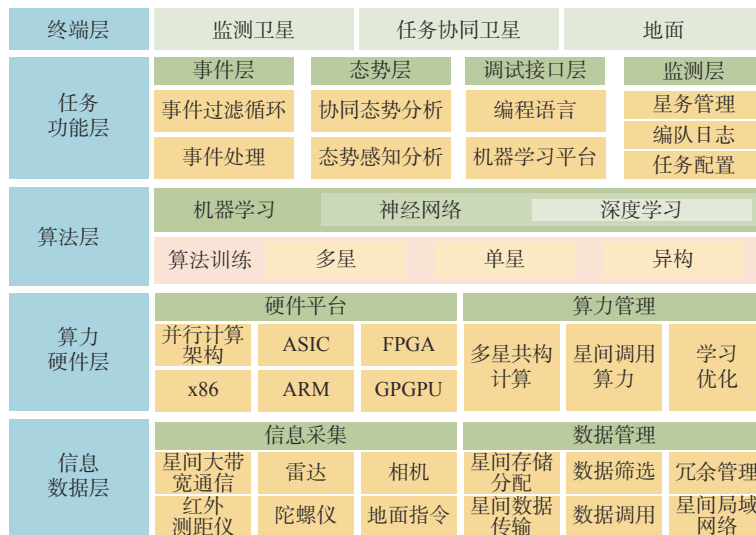 终端层
监测卫星
任务协同卫星
地面
任务
功能层
事件层
态势层
调试接口层
监测层
事件过滤循环
协同态势分析
编程语言
星务管理
编队日志
事件处理
态势感知分析
机器学习平台
任务配置
算法层
机器学习
神经网络
深度学习
算法训练
多星
单星
异构
算力
硬件层
硬件平台
算力管理
并行计算
架构
ASIC
FPGA
x86
ARM
GPGPU
多星共构
计算
星间调用
算力
学习
优化
信息
数据层
信息采集
数据管理
星间大带
宽通信
雷达
相机
星间存储
分配
数据筛选
冗余管理
红外
测距仪
陀螺仪
地面指令
星间数据
传输
数据调用
星间局域
网络